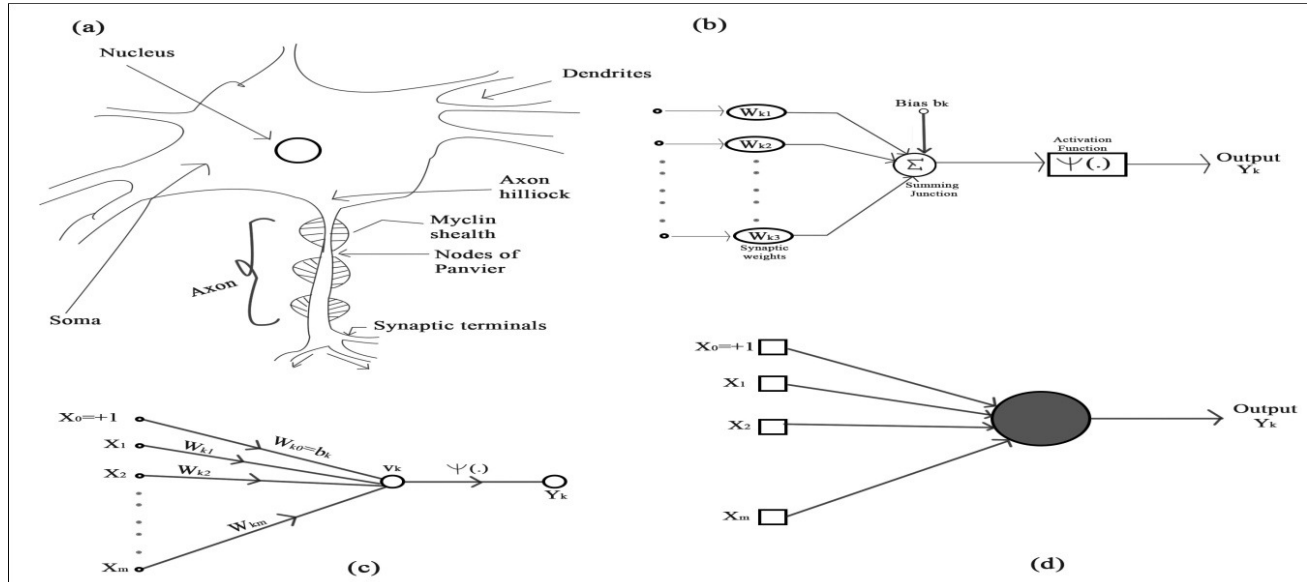 (a)
Nucleus
Dendrites
Axon
hilliock
Myclin
shealth
Nodes of
Panvier
Axon
Soma
Synaptic terminals
(b)
Wk1
Wk2
Wk3
Synaptic
weights
Bias bk
Σ
Summing
Junction
Activation
Function
Ψ(.)
Output
Yk
X0=+1
X1
X2
Xm
Wk0=bk
Wk1
Wk2
Wkm
vk
Ψ(.)
Yk
(c)
X0=+1
X1
X2
Xm
Output
Yk
(d)